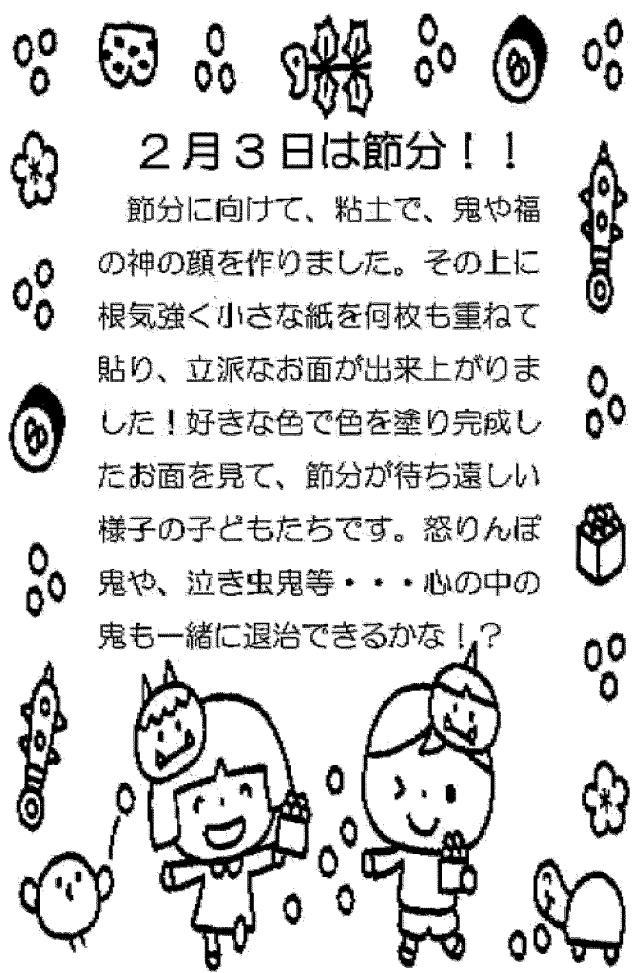 ２月３日は節分！！
節分に向けて、粘土で、鬼や福
の神の顔を作りました。その上に
根気強く小さな紙を何枚も重ねて
貼り、立派なお面が出来上がりま
した！好きな色で色を塗り完成し
たお面を見て、節分が待ち遠しい
様子の子どもたちです。怒りんぼ
鬼や、泣き虫鬼等・・・心の中の
鬼も一緒に退治できるかな！？